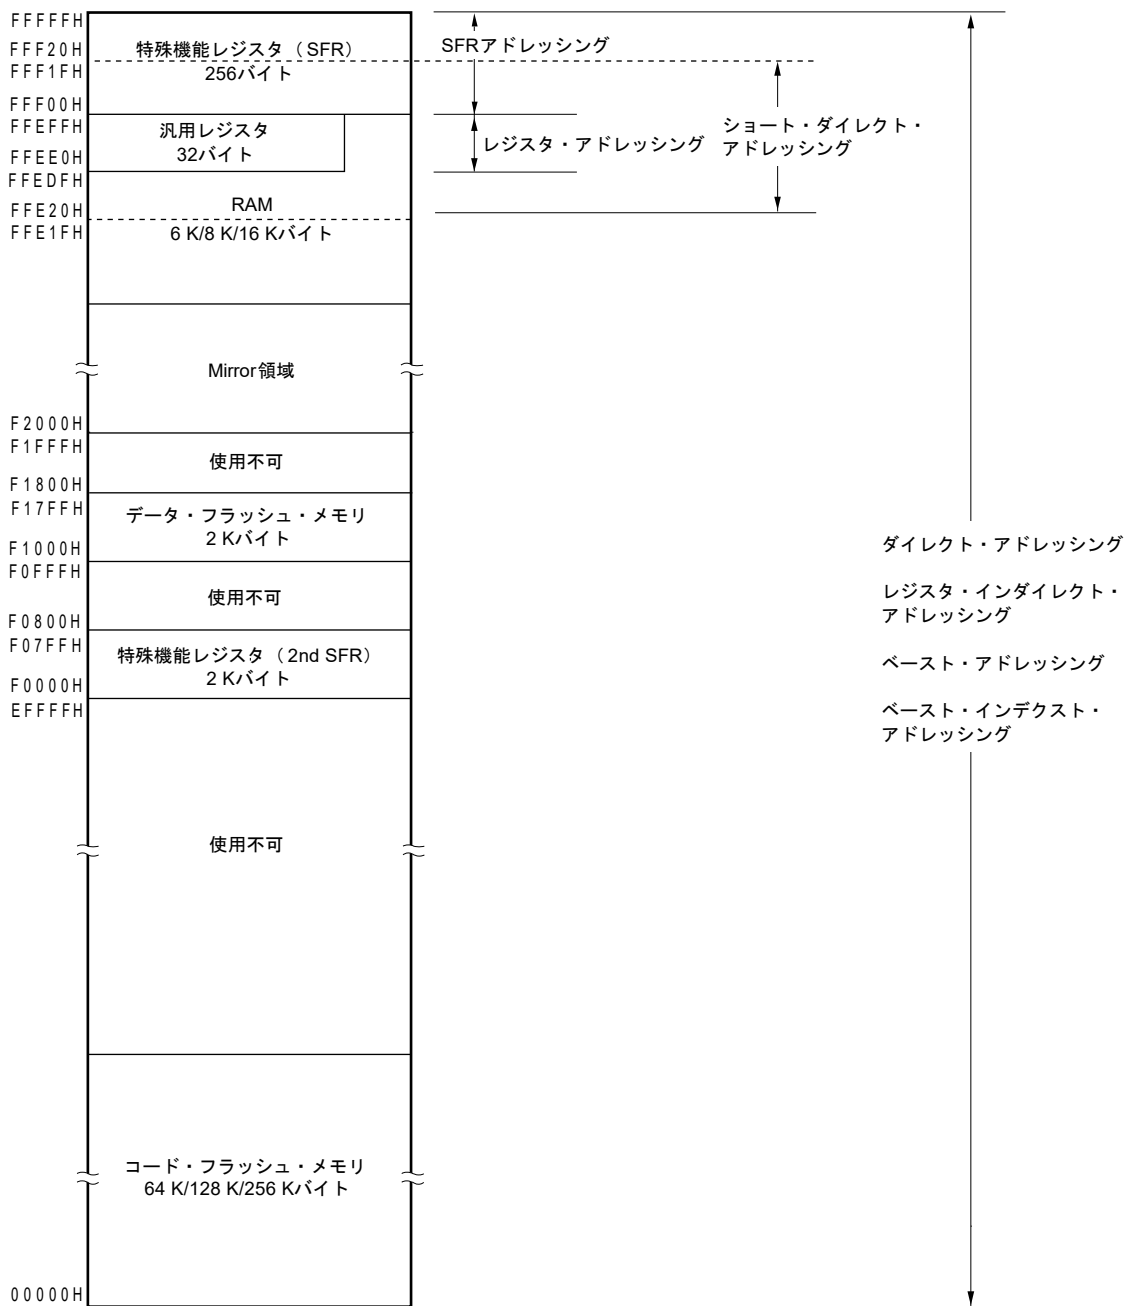 FFFFFH
FFF20H
FFF1FH
FFF00H
FFEFFH
FFEE0H
FFEDFH
FFE20H
FFE1FH
F2000H
F1FFFH
F1800H
F17FFH
F1000H
F0FFFH
F0800H
F07FFH
F0000H
EFFFFH
00000H
特殊機能レジスタ（SFR）
256バイト
汎用レジスタ
32バイト
RAM
6 K/8 K/16 Kバイト
Mirror領域
使用不可
データ・フラッシュ・メモリ
2 Kバイト
使用不可
特殊機能レジスタ（2nd SFR）
2 Kバイト
使用不可
コード・フラッシュ・メモリ
64 K/128 K/256 Kバイト
SFRアドレッシング
レジスタ・アドレッシング
ショート・ダイレクト・
アドレッシング
ダイレクト・アドレッシング
レジスタ・インダイレクト・
アドレッシング
ベースト・アドレッシング
ベースト・インデクスト・
アドレッシング